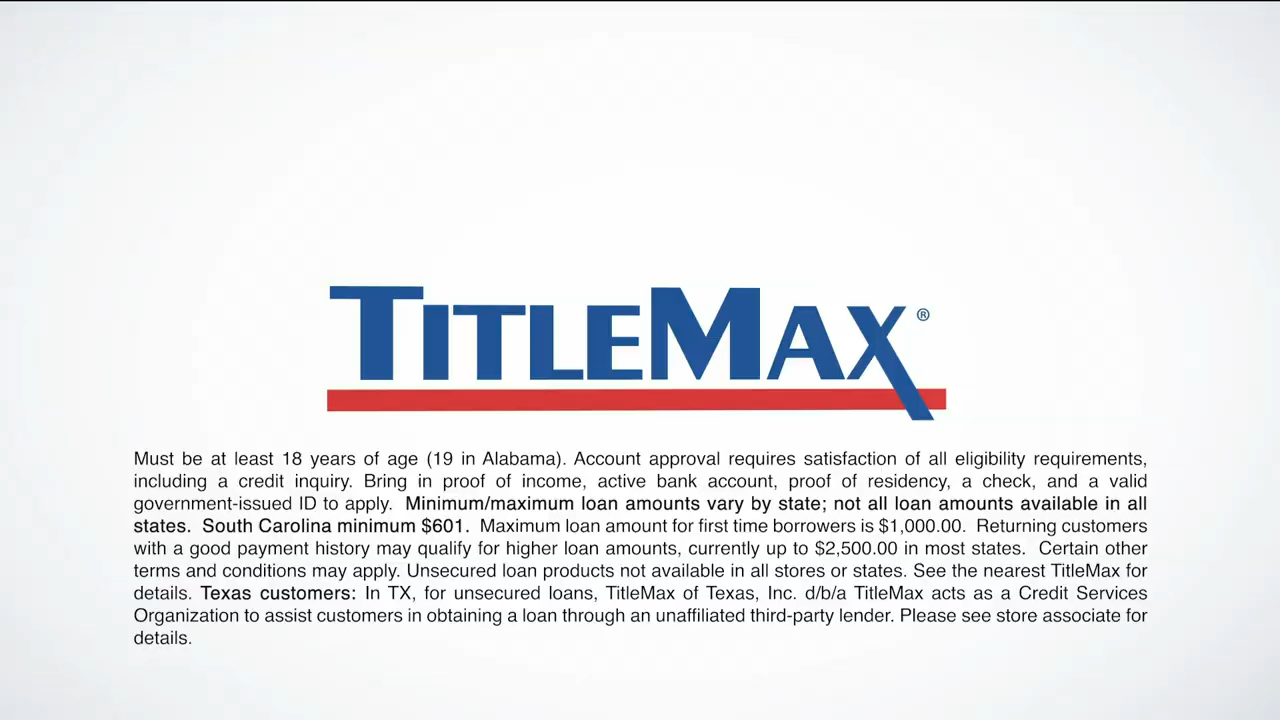 TITLEMAX®
Must be at least 18 years of age (19 in Alabama). Account approval requires satisfaction of all eligibility requirements,
including a credit inquiry. Bring in proof of income, active bank account, proof of residency, a check, and a valid
government-issued ID to apply. Minimum/maximum loan amounts vary by state; not all loan amounts available in all
states. South Carolina minimum $601. Maximum loan amount for first time borrowers is $1,000.00. Returning customers
with a good payment history may qualify for higher loan amounts, currently up to $2,500.00 in most states. Certain other
terms and conditions may apply. Unsecured loan products not available in all stores or states. See the nearest TitleMax for
details. Texas customers: In TX, for unsecured loans, TitleMax of Texas, Inc. d/b/a TitleMax acts as a Credit Services
Organization to assist customers in obtaining a loan through an unaffiliated third-party lender. Please see store associate for
details.